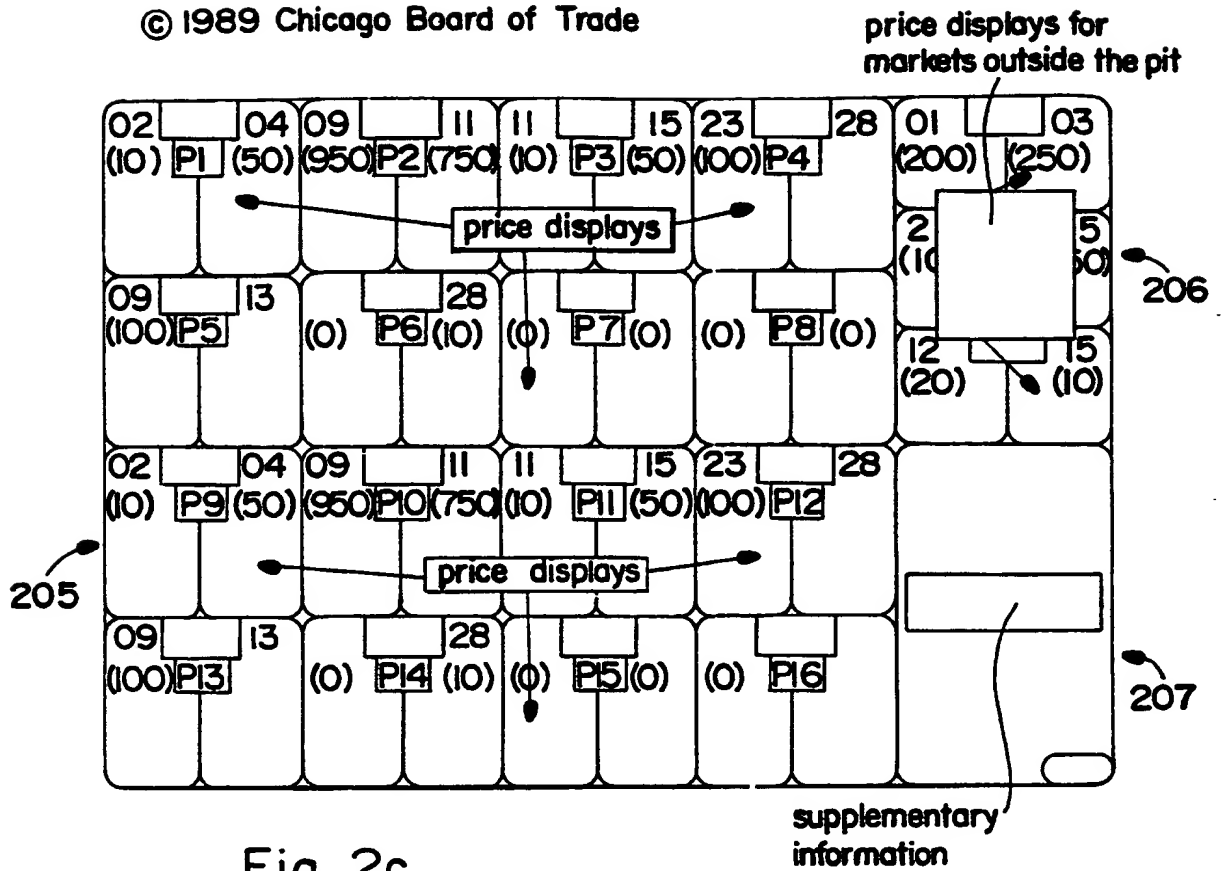 © 1989 Chicago Board of Trade
price displays for
markets outside the pit
02 04 09 11 11 15 23 28 01 03
(10) P1 (50) (950) P2 (750) (10) P3 (50) (100) P4 (200) (250)
price displays
2 5
(10 50)
206
09 13 28
(100) P5 (0) P6 (10) (0) P7 (0) (0) P8 (0)
12 15
(20) (10)
02 04 09 11 11 15 23 28
(10) P9 (50) (950) P10 (750) (10) P11 (50) (100) P12
price displays
205
09 13 28
(100) P13 (0) P14 (10) (0) P15 (0) (0) P16
207
supplementary
information
Fig. 2c